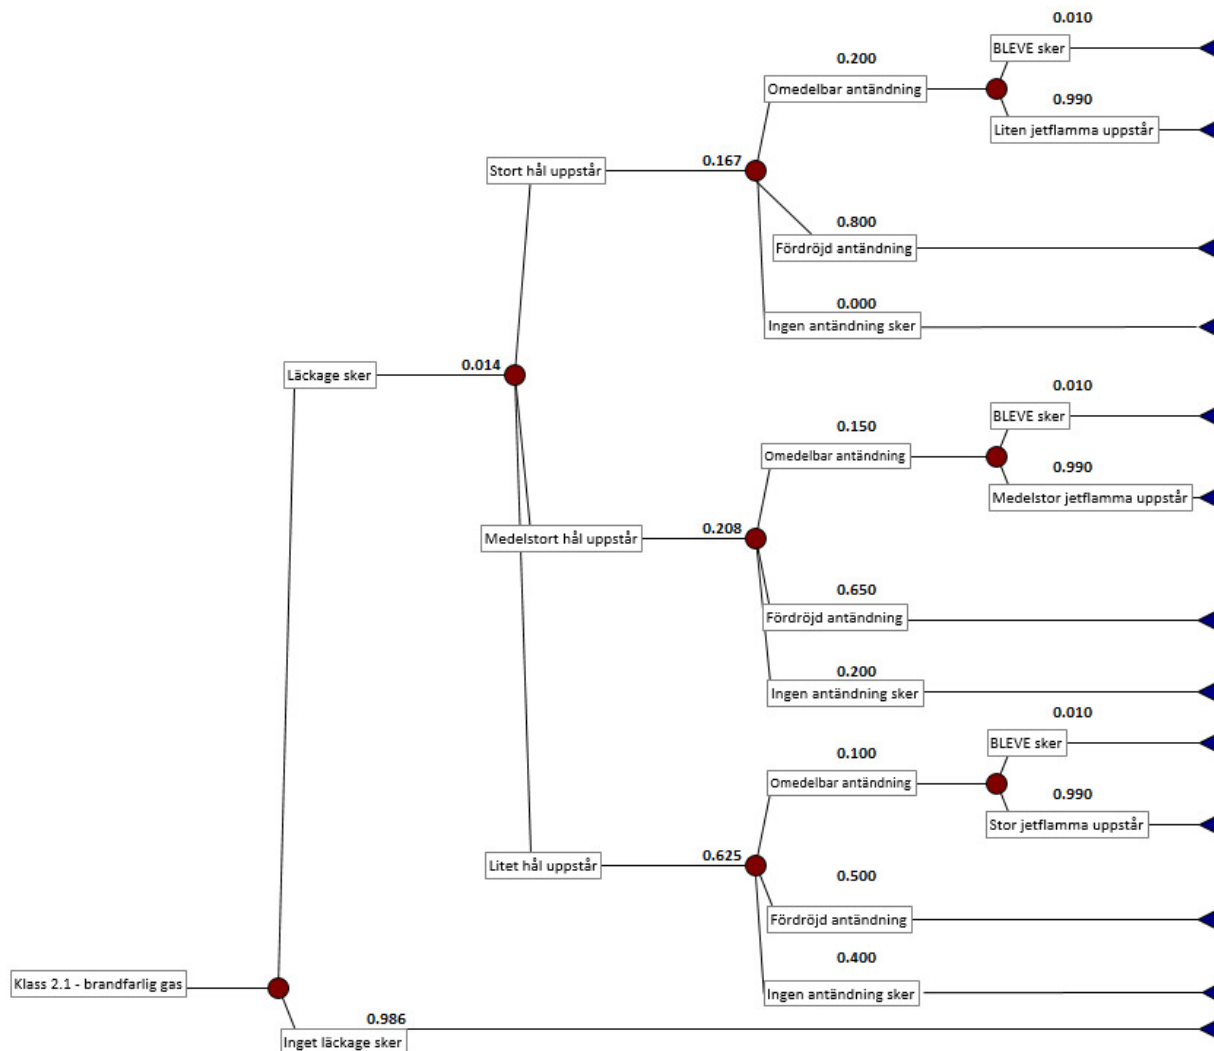 0.010
BLEVE sker
0.200
Omedelbar antändning
0.990
Liten jetflamma uppstår
Stort hål uppstår
0.167
0.800
Fördröjd antändning
0.000
Ingen antändning sker
Läckage sker
0.014
0.010
BLEVE sker
0.150
Omedelbar antändning
0.990
Medelstor jetflamma uppstår
Medelstort hål uppstår
0.208
0.650
Fördröjd antändning
0.200
Ingen antändning sker
0.010
BLEVE sker
0.100
Omedelbar antändning
0.990
Stor jetflamma uppstår
Litet hål uppstår
0.625
0.500
Fördröjd antändning
0.400
Ingen antändning sker
Klass 2.1 - brandfarlig gas
0.986
Inget läckage sker